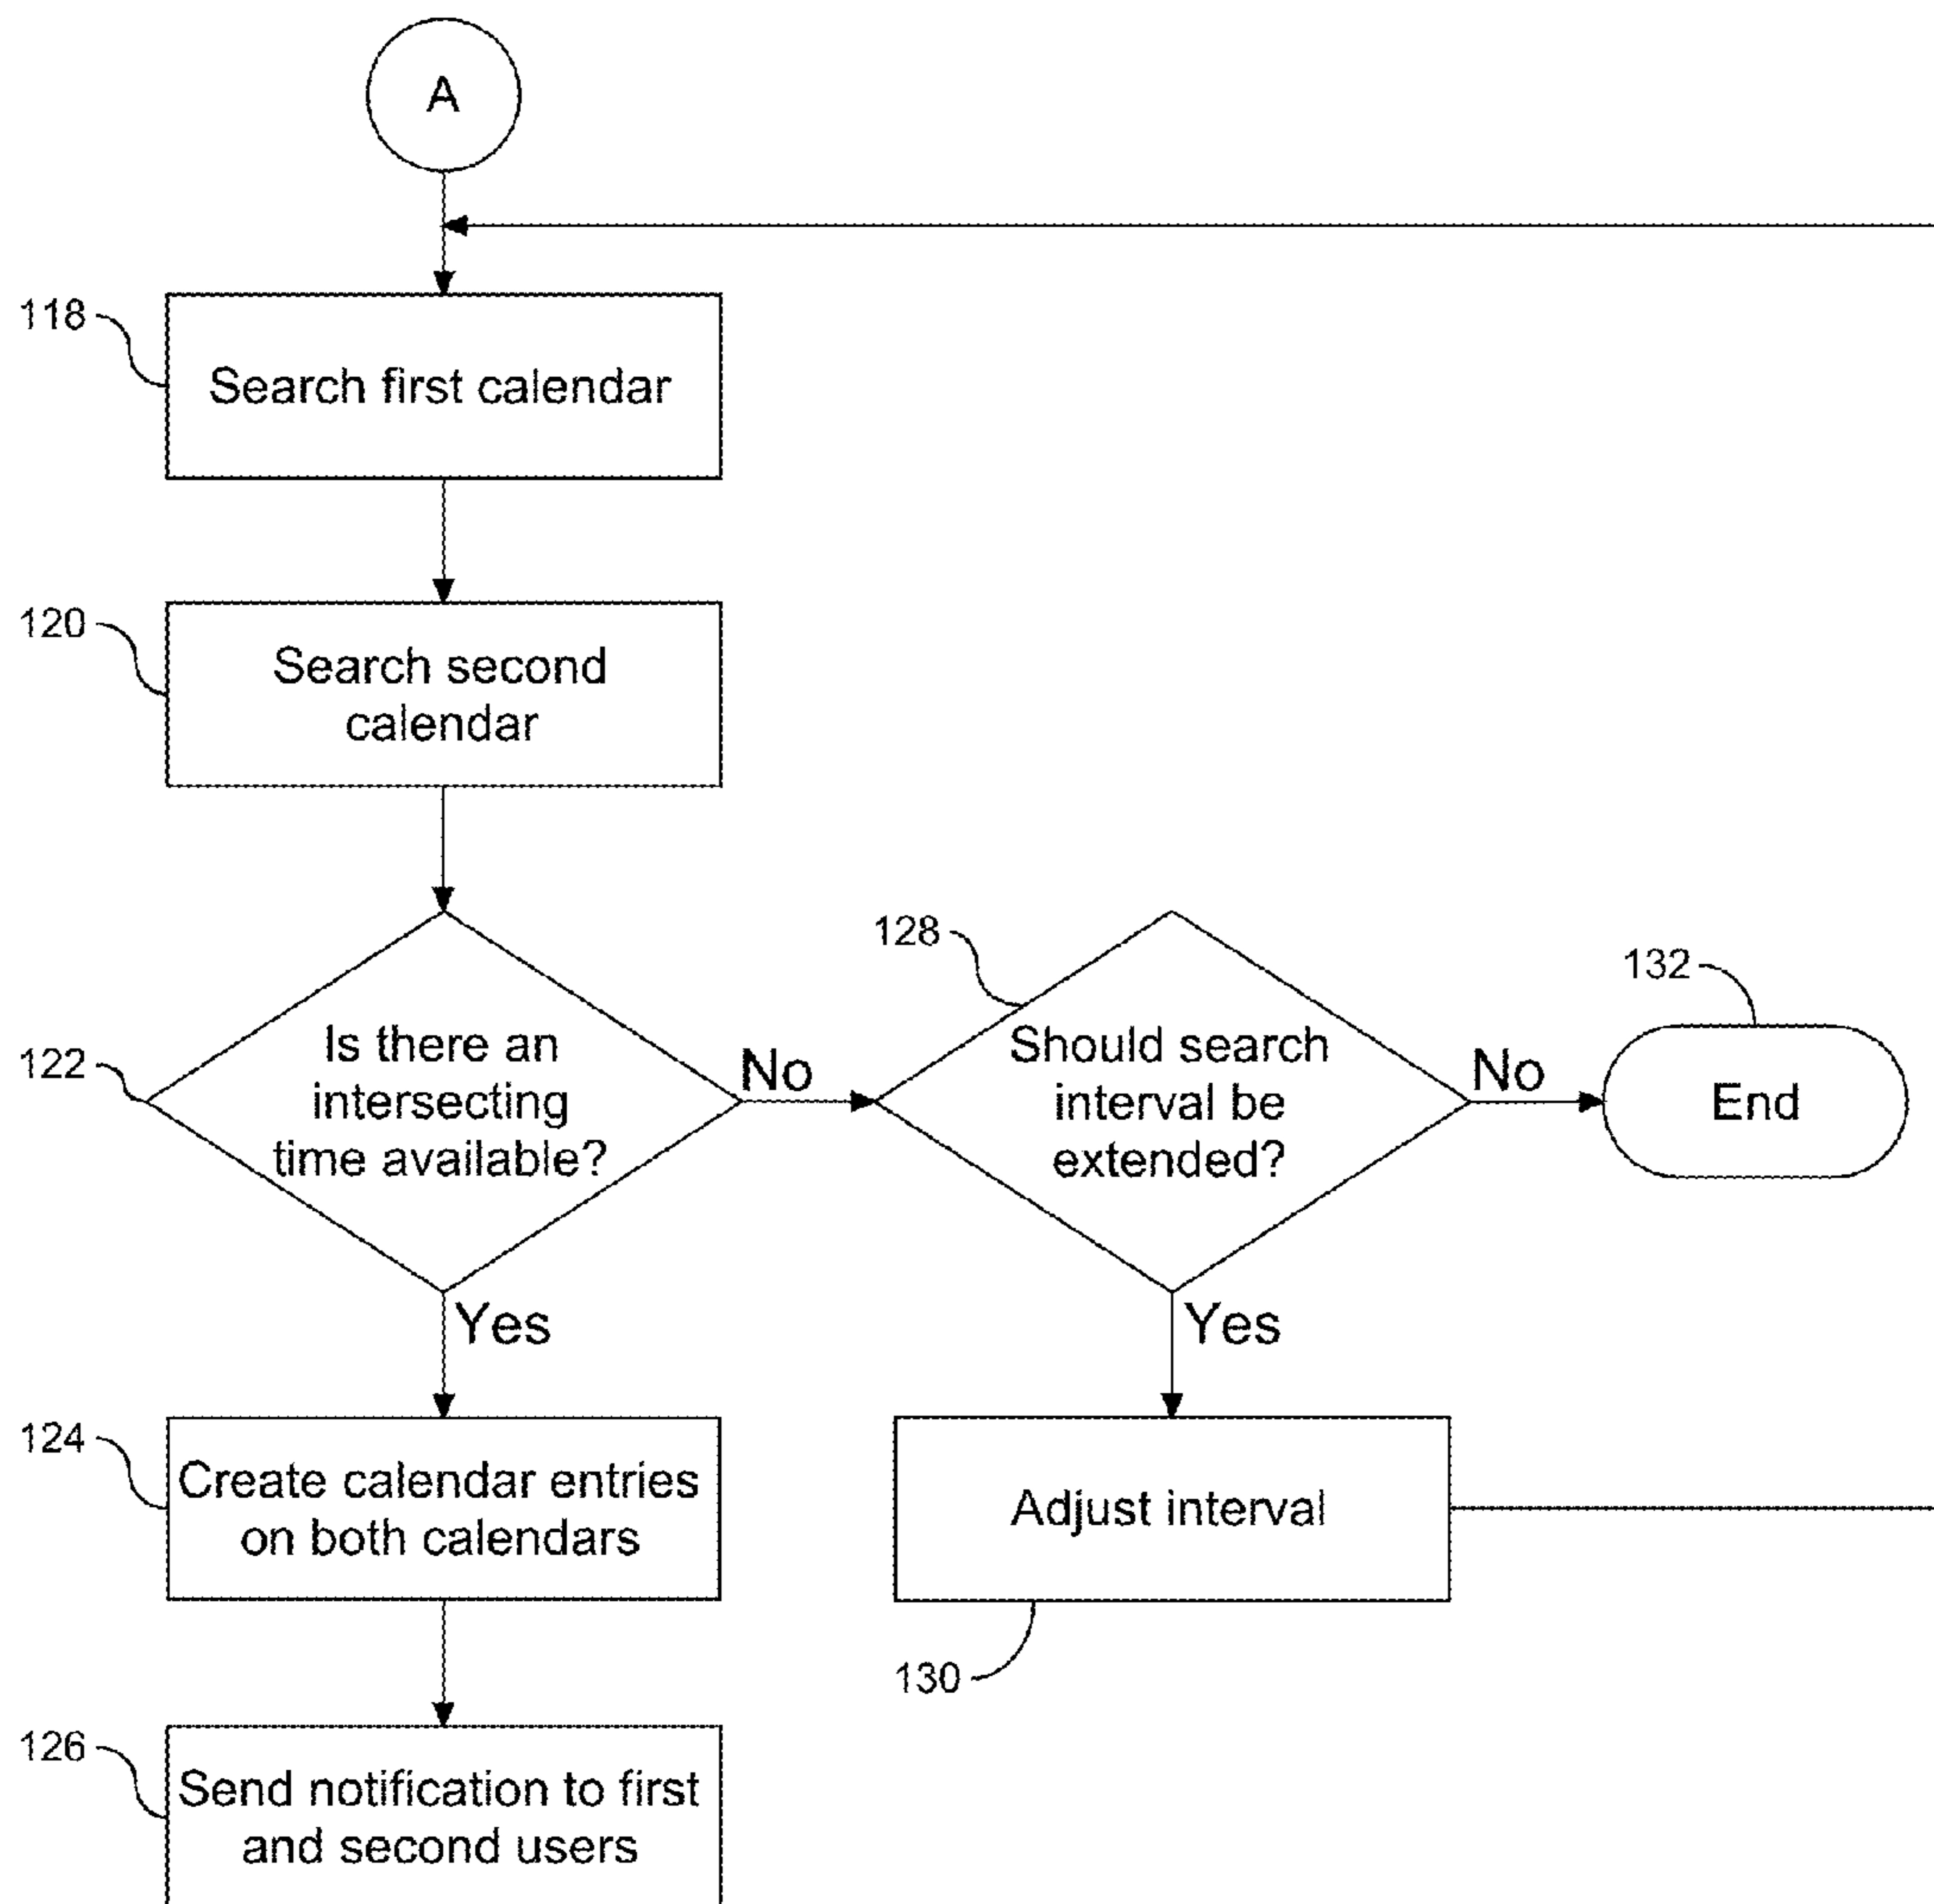 A
118
Search first calendar
120
Search second
calendar
122
Is there an
intersecting
time available?
No
128
Should search
interval be
extended?
No
132
End
Yes
Yes
124
Create calendar entries
on both calendars
Adjust interval
130
126
Send notification to first
and second users